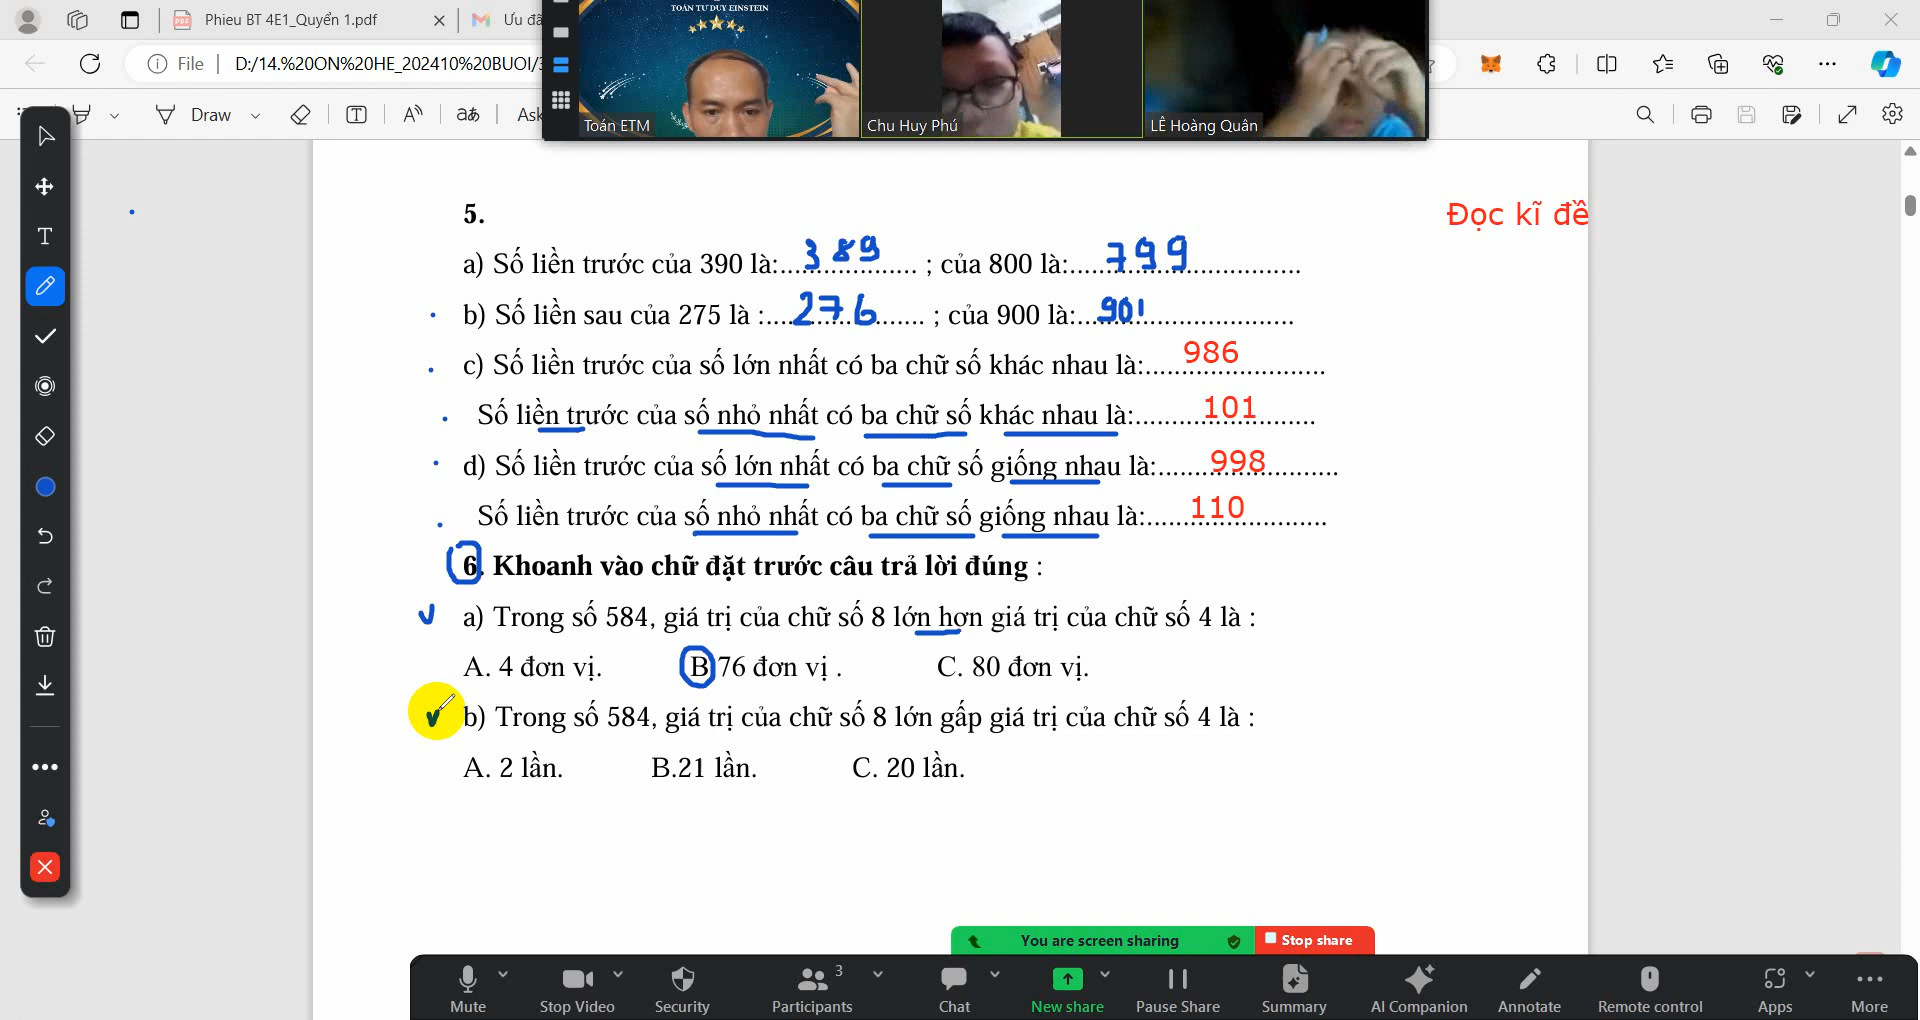 Phieu BT 4E1_Quyển 1.pdf
Ưu đã
File
D:/14.%20ON%20HE_202410%20BUOI/3
Draw
aあ
Ask
TOÁN TƯ DUY EINSTEIN
Toán ETM
Chu Huy Phú
LÊ Hoàng Quân
Đọc kĩ đề
5.
a) Số liền trước của 390 là:....389.... ; của 800 là:....799....
b) Số liền sau của 275 là :....276.... ; của 900 là:....901....
c) Số liền trước của số lớn nhất có ba chữ số khác nhau là:....986....
Số liền trước của số nhỏ nhất có ba chữ số khác nhau là:....101....
d) Số liền trước của số lớn nhất có ba chữ số giống nhau là:....998....
Số liền trước của số nhỏ nhất có ba chữ số giống nhau là:....110....
6. Khoanh vào chữ đặt trước câu trả lời đúng :
a) Trong số 584, giá trị của chữ số 8 lớn hơn giá trị của chữ số 4 là :
A. 4 đơn vị. B 76 đơn vị . C. 80 đơn vị.
b) Trong số 584, giá trị của chữ số 8 lớn gấp giá trị của chữ số 4 là :
A. 2 lần. B.21 lần. C. 20 lần.
You are screen sharing
Stop share
Mute
Stop Video
Security
Participants
3
Chat
New share
Pause Share
Summary
AI Companion
Annotate
Remote control
Apps
More